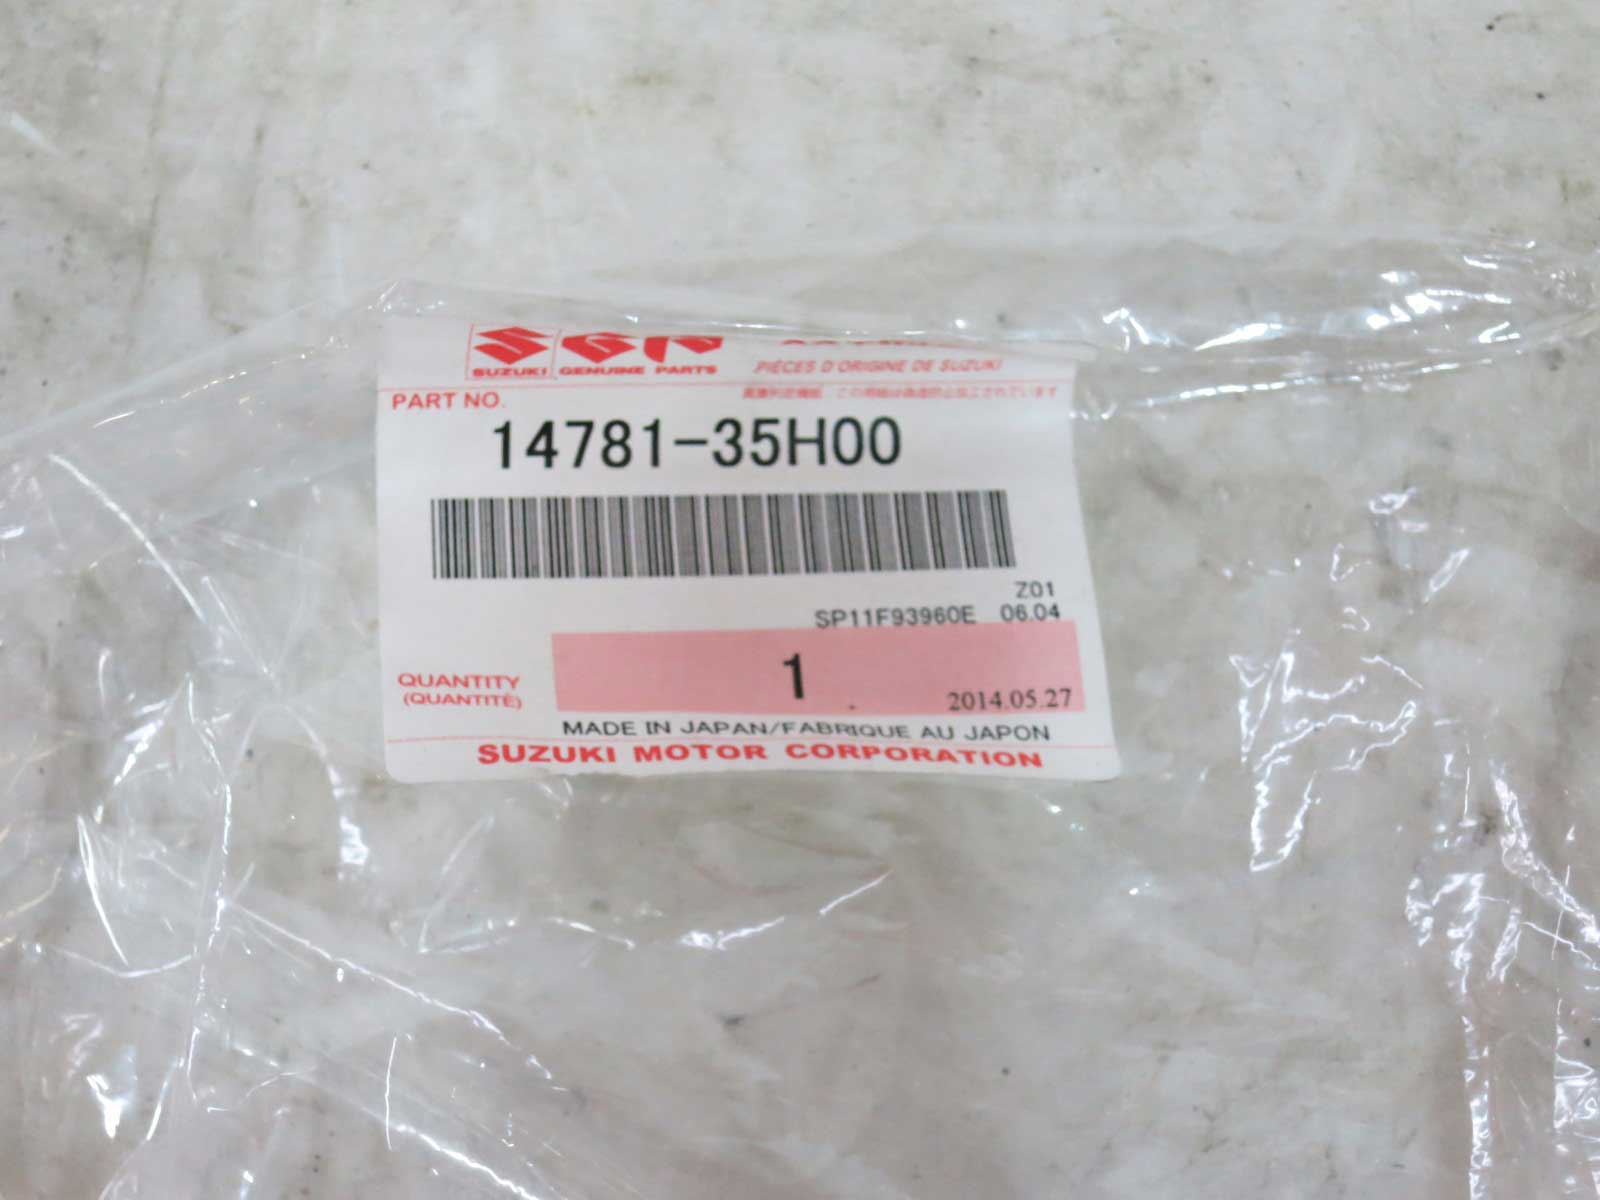 SUZUKI GENUINE PARTS
PIÈCES D'ORIGINE DE SUZUKI
PART NO.
14781-35H00
Z01
SP11F93960E 06.04
QUANTITY
(QUANTITÉ)
1
2014.05.27
MADE IN JAPAN/FABRIQUE AU JAPON
SUZUKI MOTOR CORPORATION